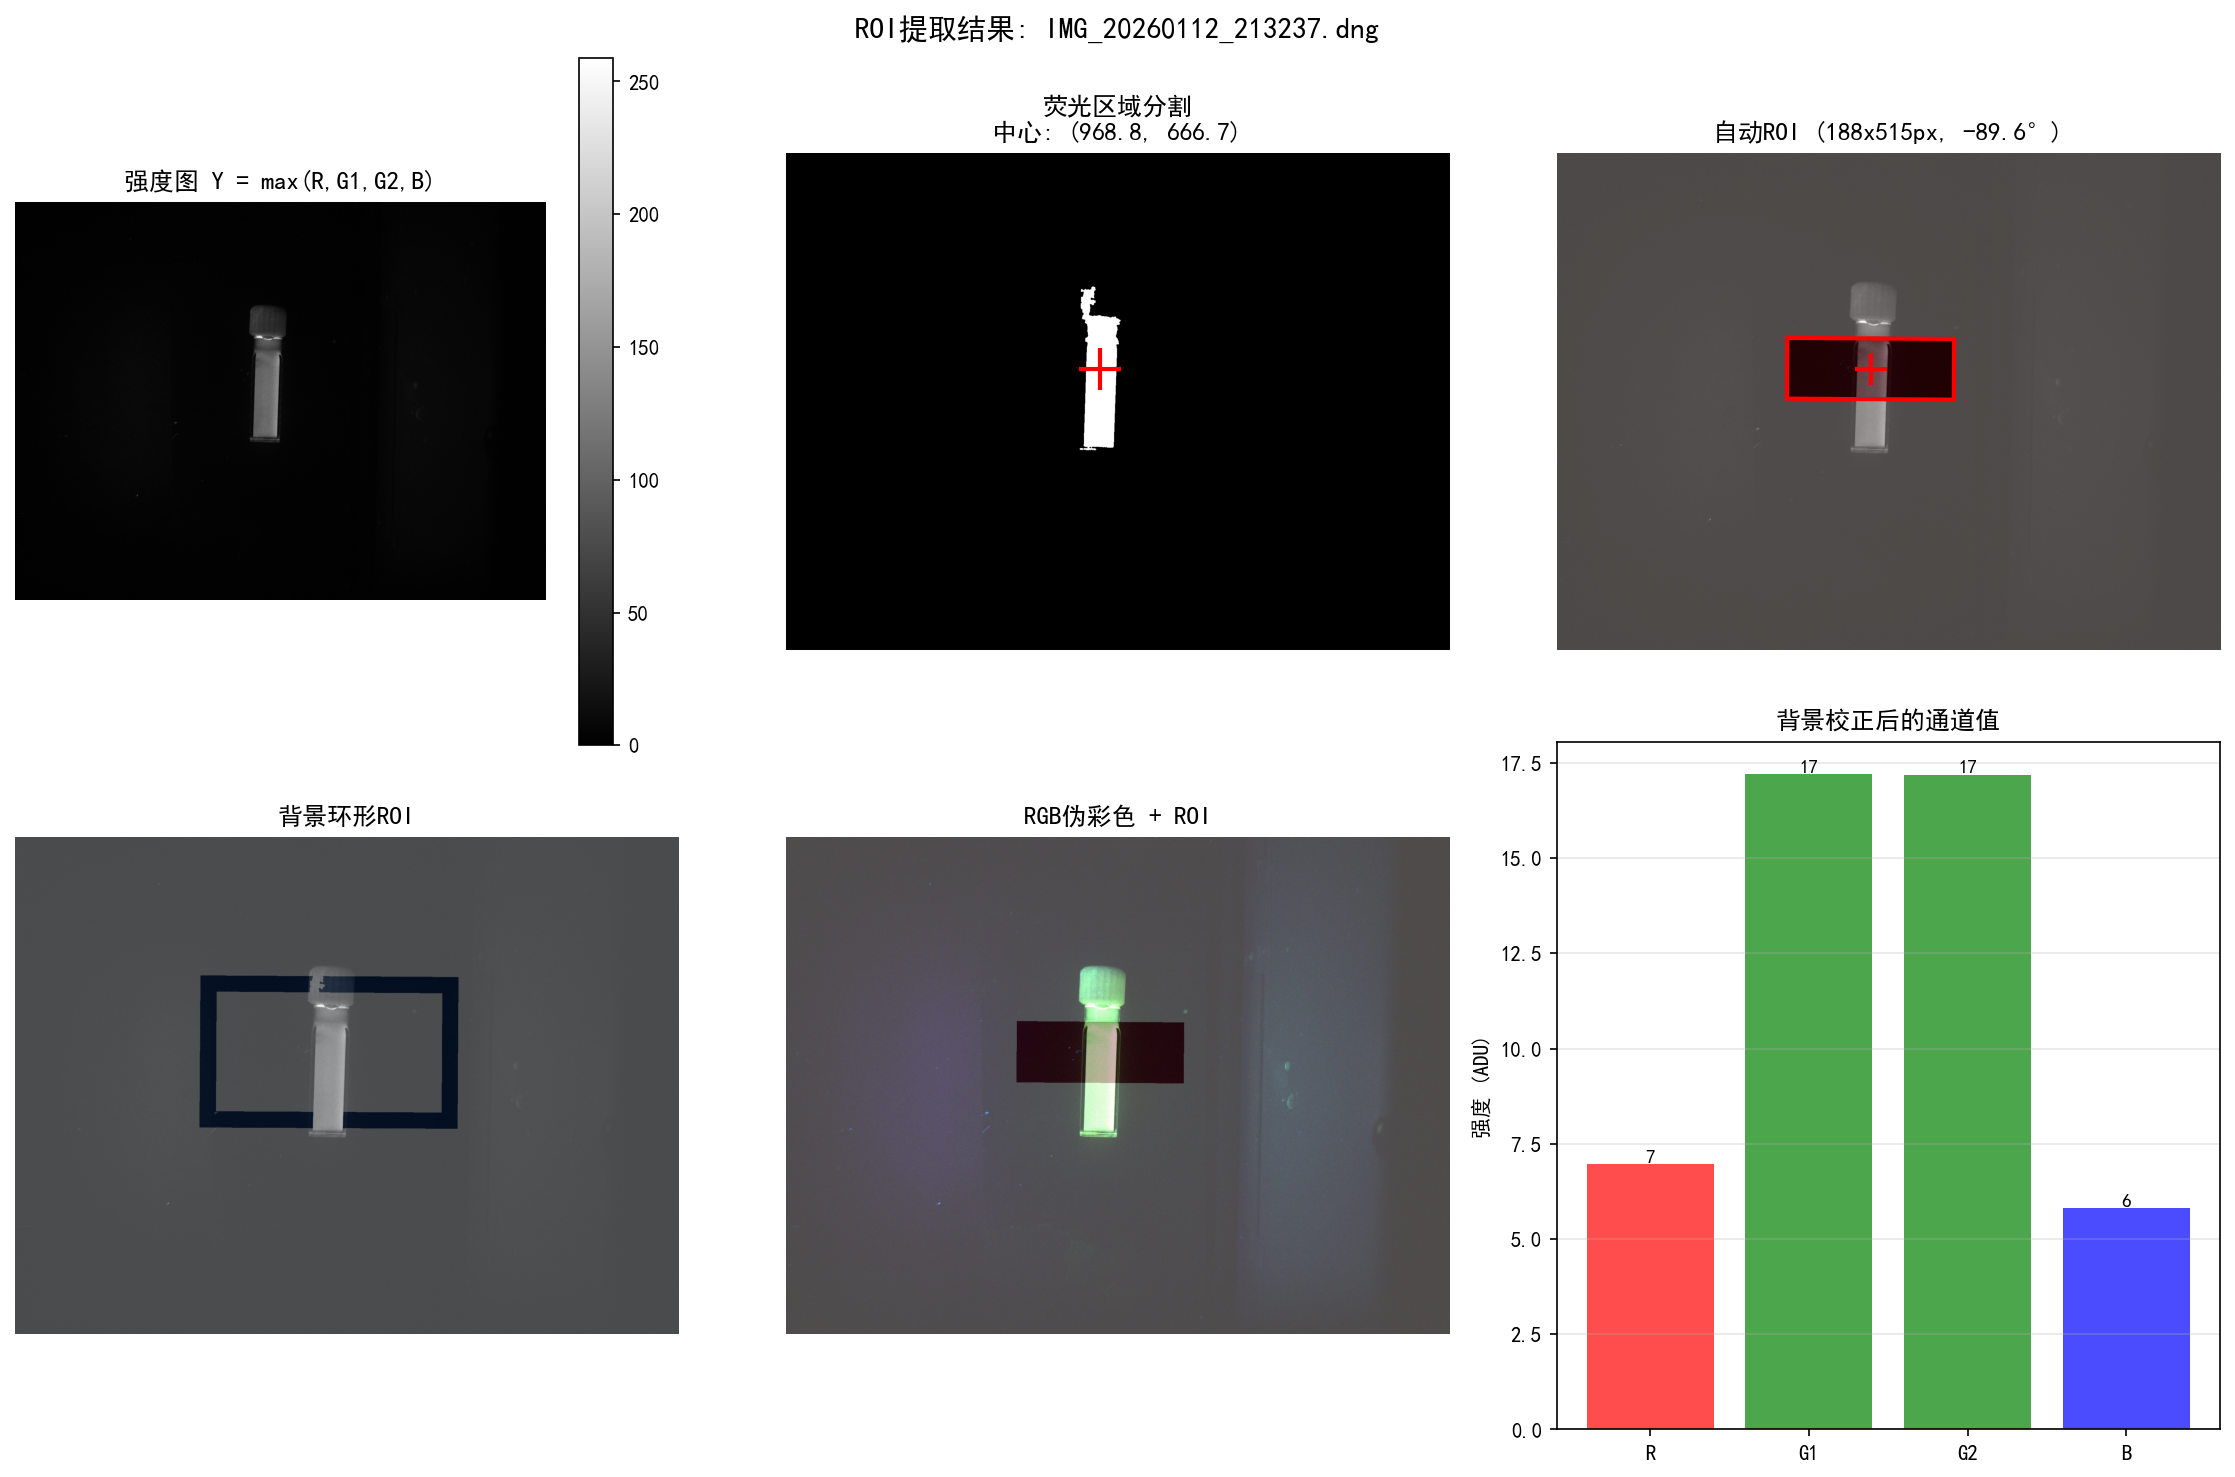 ROI提取结果: IMG_20260112_213237.dng
强度图 Y = max(R,G1,G2,B)
250
200
150
100
50
0
荧光区域分割
中心: (968.8, 666.7)
自动ROI (188x515px, -89.6°)
背景环形ROI
RGB伪彩色 + ROI
背景校正后的通道值
强度 (ADU)
17.5
15.0
12.5
10.0
7.5
5.0
2.5
0.0
7
17
17
6
R
G1
G2
B